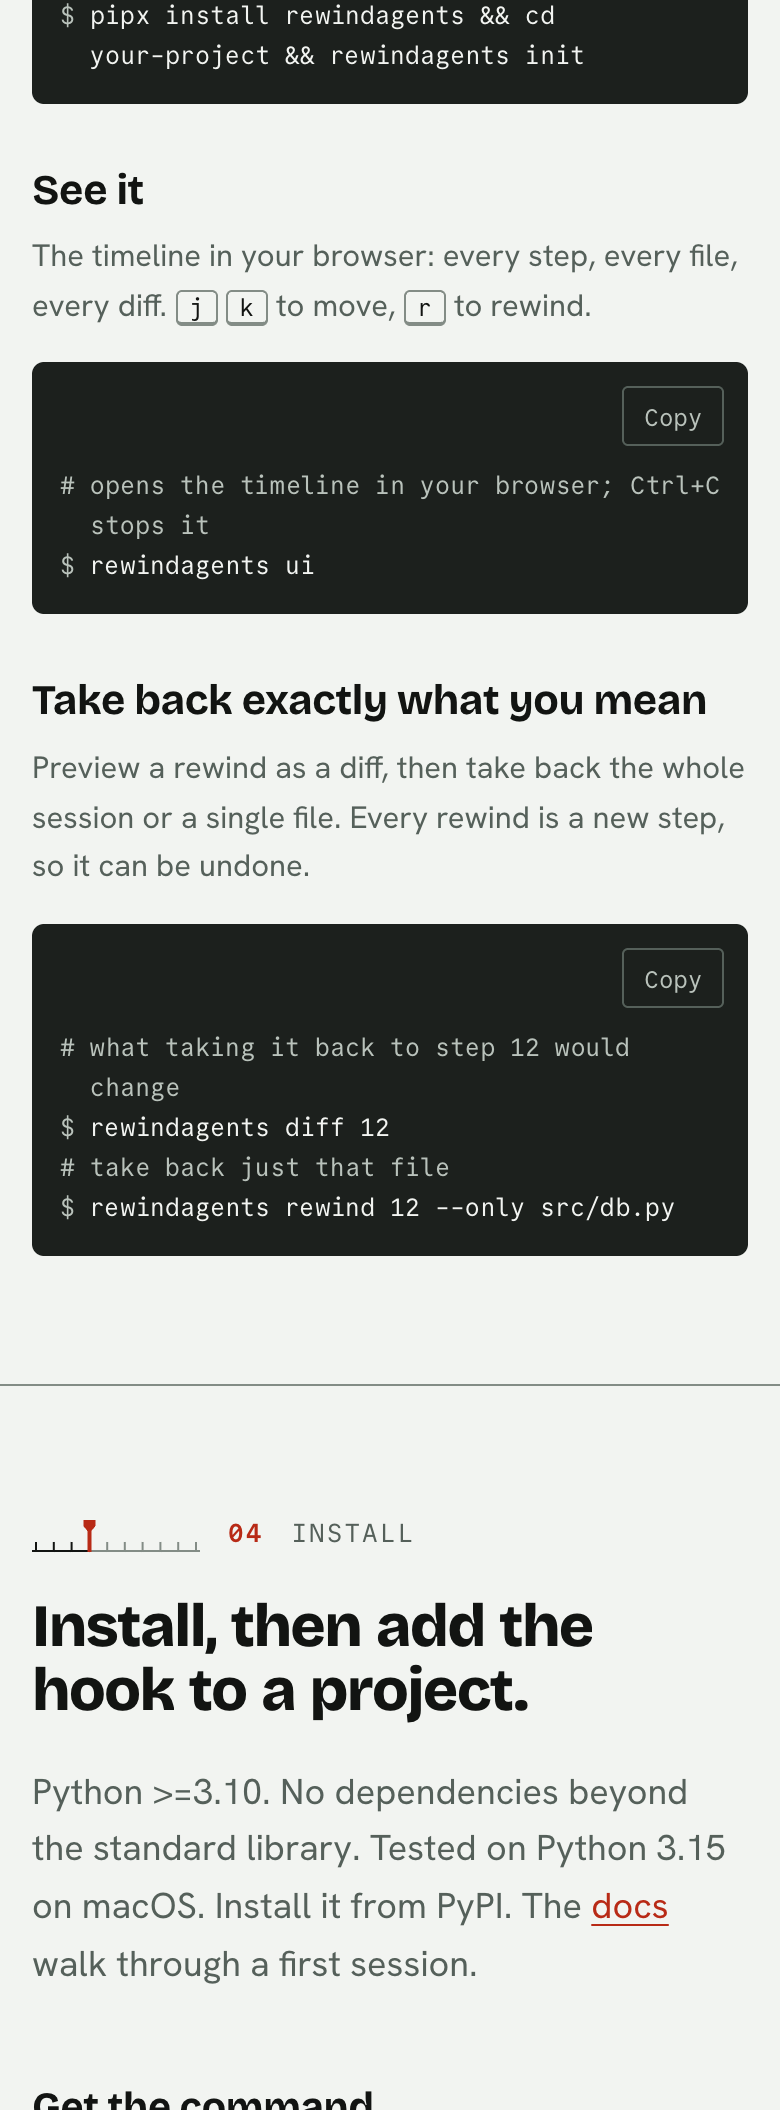 $ pipx install rewindagents && cd
your-project && rewindagents init
See it
The timeline in your browser: every step, every file,
every diff. j k to move, r to rewind.
Copy
# opens the timeline in your browser; Ctrl+C
stops it
$ rewindagents ui
Take back exactly what you mean
Preview a rewind as a diff, then take back the whole
session or a single file. Every rewind is a new step,
so it can be undone.
Copy
# what taking it back to step 12 would
change
$ rewindagents diff 12
# take back just that file
$ rewindagents rewind 12 --only src/db.py
04 INSTALL
Install, then add the
hook to a project.
Python >=3.10. No dependencies beyond
the standard library. Tested on Python 3.15
on macOS. Install it from PyPI. The docs
walk through a first session.
Get the command